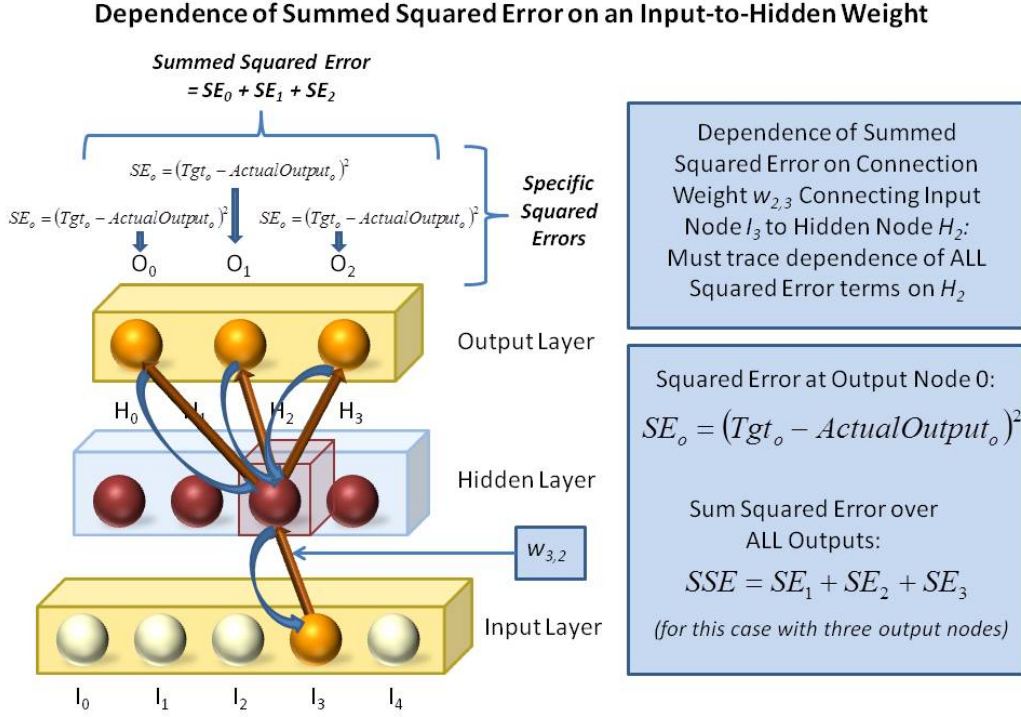 Dependence of Summed Squared Error on an Input-to-Hidden Weight
Summed Squared Error
= SE₀ + SE₁ + SE₂
SEₒ = (Tgtₒ – ActualOutputₒ)²
SEₒ = (Tgtₒ – ActualOutputₒ)²
SEₒ = (Tgtₒ – ActualOutputₒ)²
Specific
Squared
Errors
O₀
O₁
O₂
Output Layer
H₀
H₁
H₂
H₃
Hidden Layer
w₃,₂
Input Layer
I₀
I₁
I₂
I₃
I₄
Dependence of Summed
Squared Error on Connection
Weight w₂,₃ Connecting Input
Node I₃ to Hidden Node H₂:
Must trace dependence of ALL
Squared Error terms on H₂
Squared Error at Output Node 0:
SEₒ = (Tgtₒ – ActualOutputₒ)²
Sum Squared Error over
ALL Outputs:
SSE = SE₁ + SE₂ + SE₃
(for this case with three output nodes)